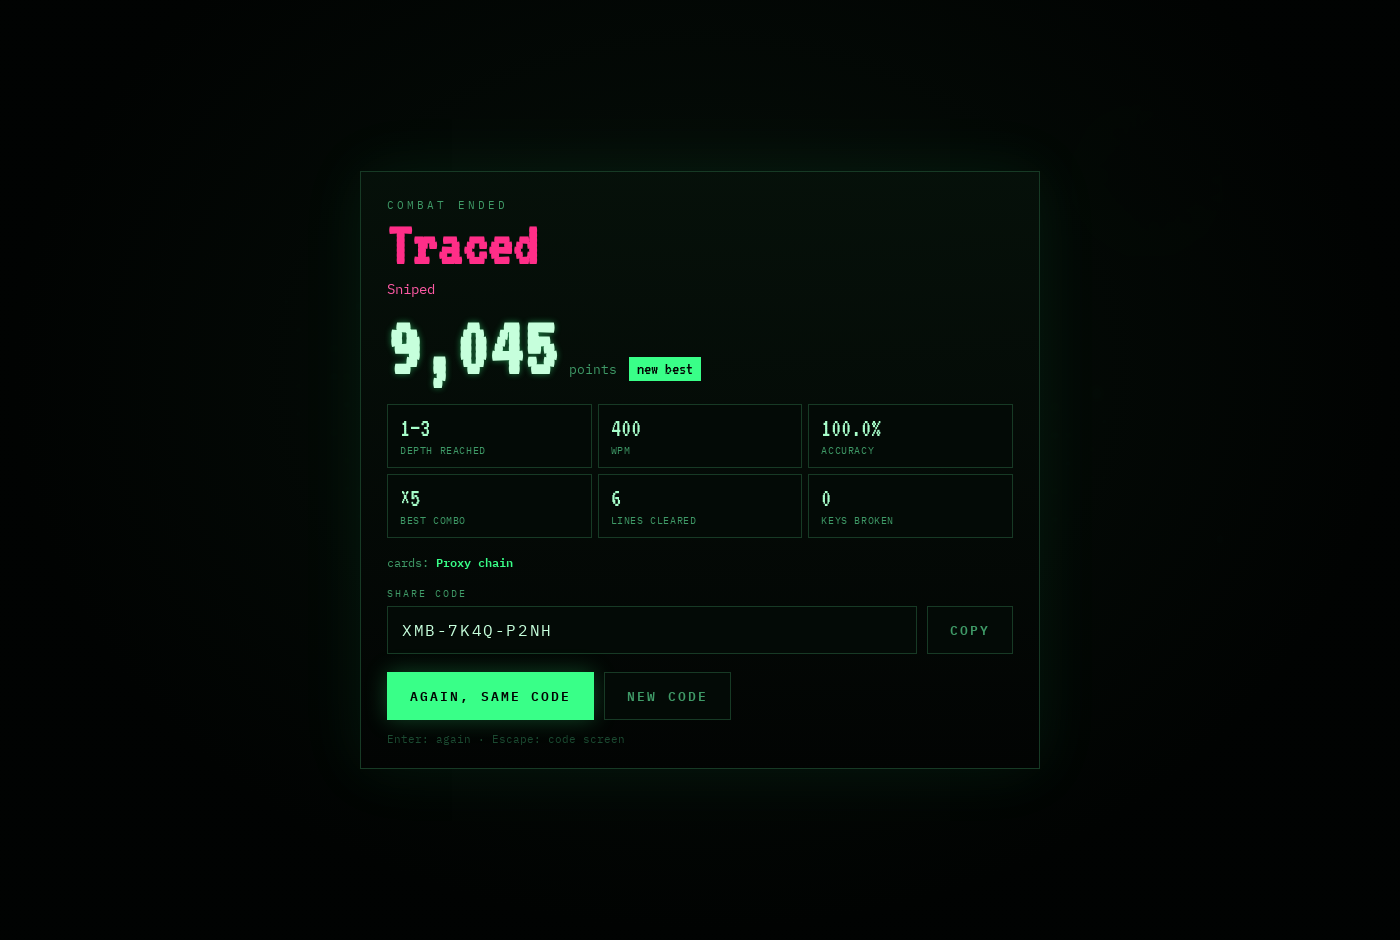 COMBAT ENDED
Traced
Sniped
9,045 points new best
1-3 400 100.0%
DEPTH REACHED WPM ACCURACY
X5 6 0
BEST COMBO LINES CLEARED KEYS BROKEN
cards: Proxy chain
SHARE CODE
XMB-7K4Q-P2NH COPY
AGAIN, SAME CODE NEW CODE
Enter: again · Escape: code screen